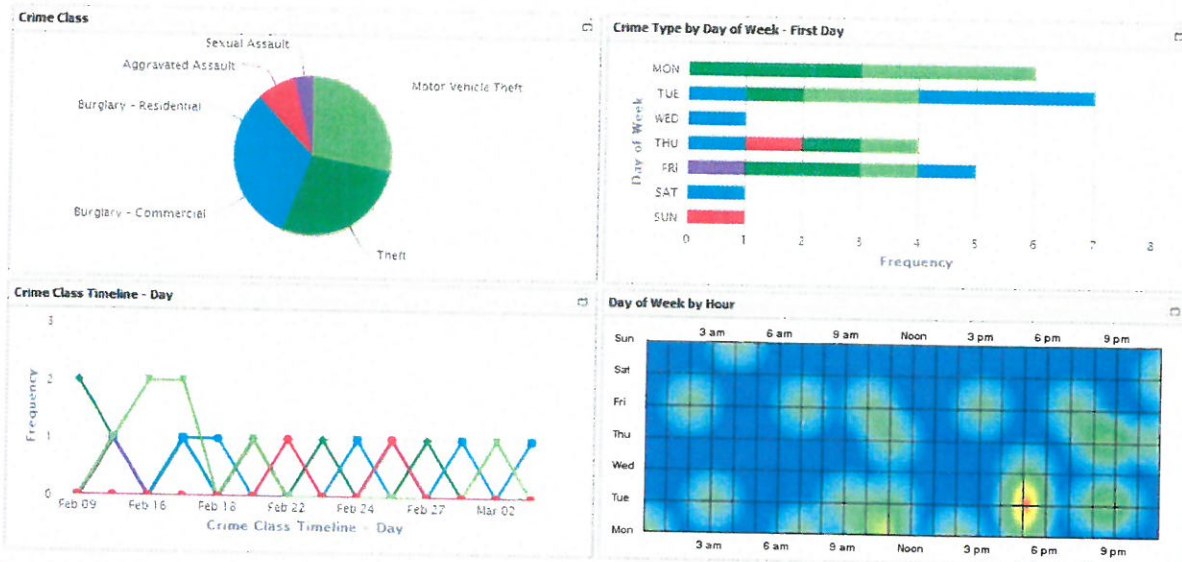 Crime Class
Sexual Assault
Aggravated Assault
Motor Vehicle Theft
Burglary - Residential
Burglary - Commercial
Theft
Crime Type by Day of Week - First Day
Day of Week
MON
TUE
WED
THU
FRI
SAT
SUN
0 1 2 3 4 5 6 7 8
Frequency
Crime Class Timeline - Day
Frequency
3
2
1
0
Feb 09 Feb 16 Feb 18 Feb 22 Feb 24 Feb 27 Mar 02
Crime Class Timeline - Day
Day of Week by Hour
3 am 6 am 9 am Noon 3 pm 6 pm 9 pm
Sun
Sat
Fri
Thu
Wed
Tue
Mon
3 am 6 am 9 am Noon 3 pm 6 pm 9 pm